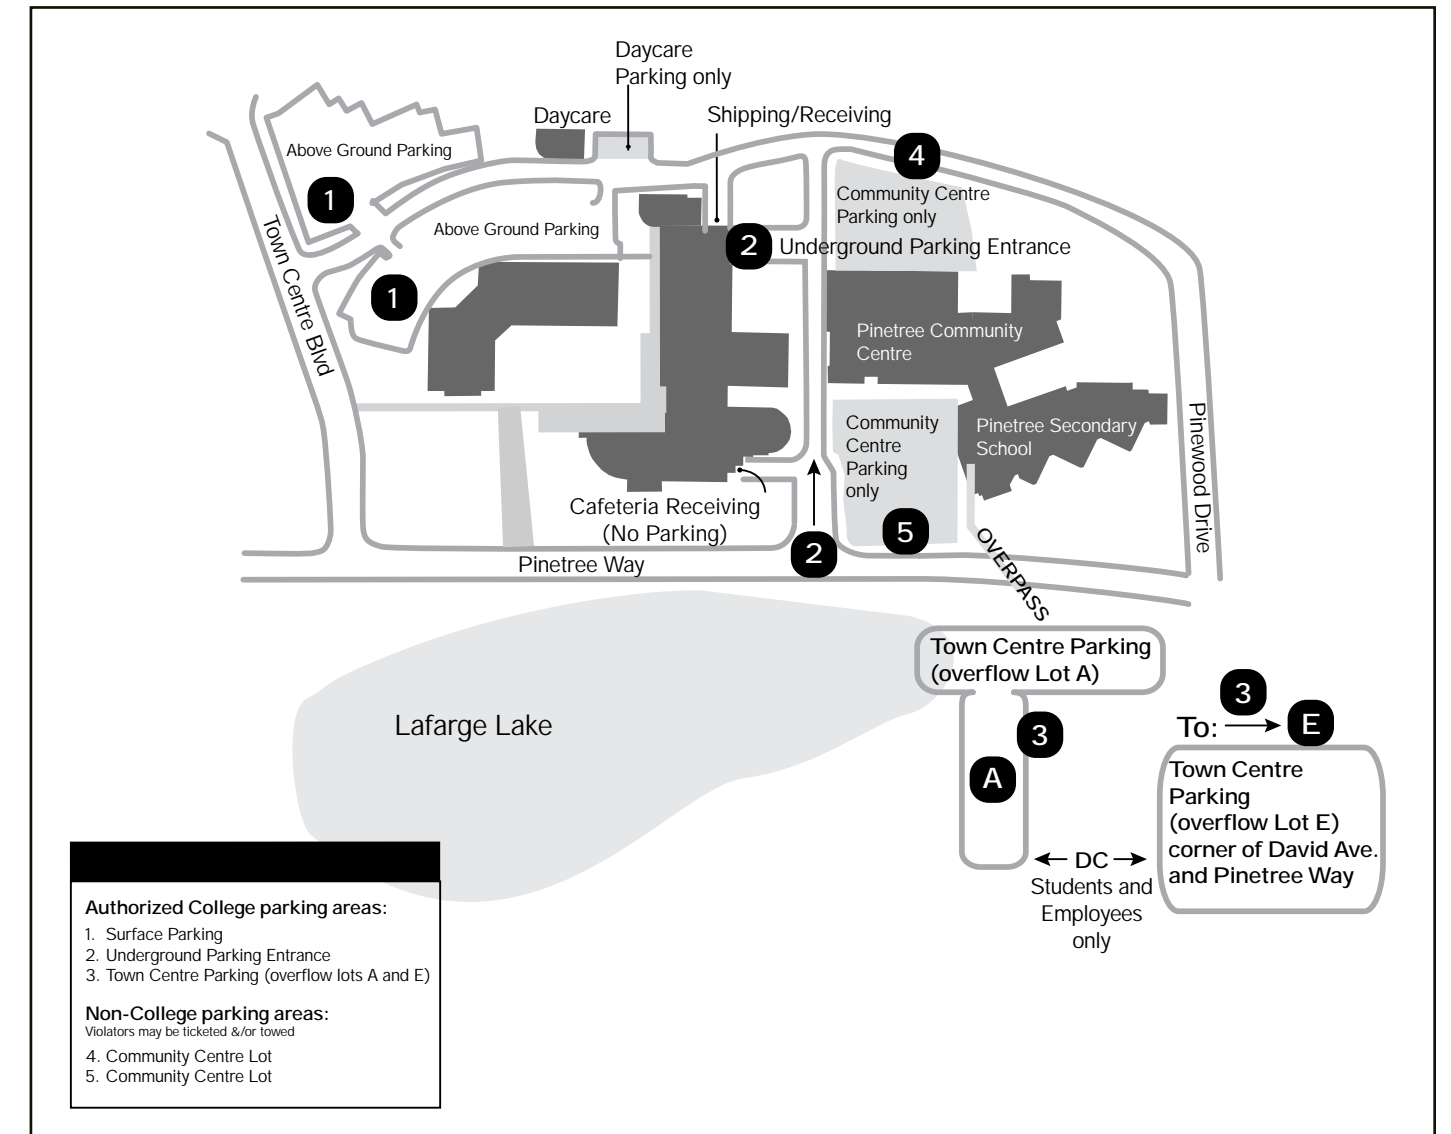 Daycare
Parking only
Daycare
Shipping/Receiving
Above Ground Parking
4
1
Community Centre
Parking only
Town Centre Blvd
Above Ground Parking
2
Underground Parking Entrance
1
Pinetree Community
Centre
Pinewood Drive
Community
Centre
Parking
only
Pinetree Secondary
School
Cafeteria Receiving
(No Parking)
5
2
OVERPASS
Pinetree Way
Town Centre Parking
(overflow Lot A)
3
To:
E
Lafarge Lake
3
A
Town Centre
Parking
(overflow Lot E)
corner of David Ave.
and Pinetree Way
DC
Students and
Employees
only
Authorized College parking areas:
1. Surface Parking
2. Underground Parking Entrance
3. Town Centre Parking (overflow lots A and E)
Non-College parking areas:
Violators may be ticketed &/or towed
4. Community Centre Lot
5. Community Centre Lot